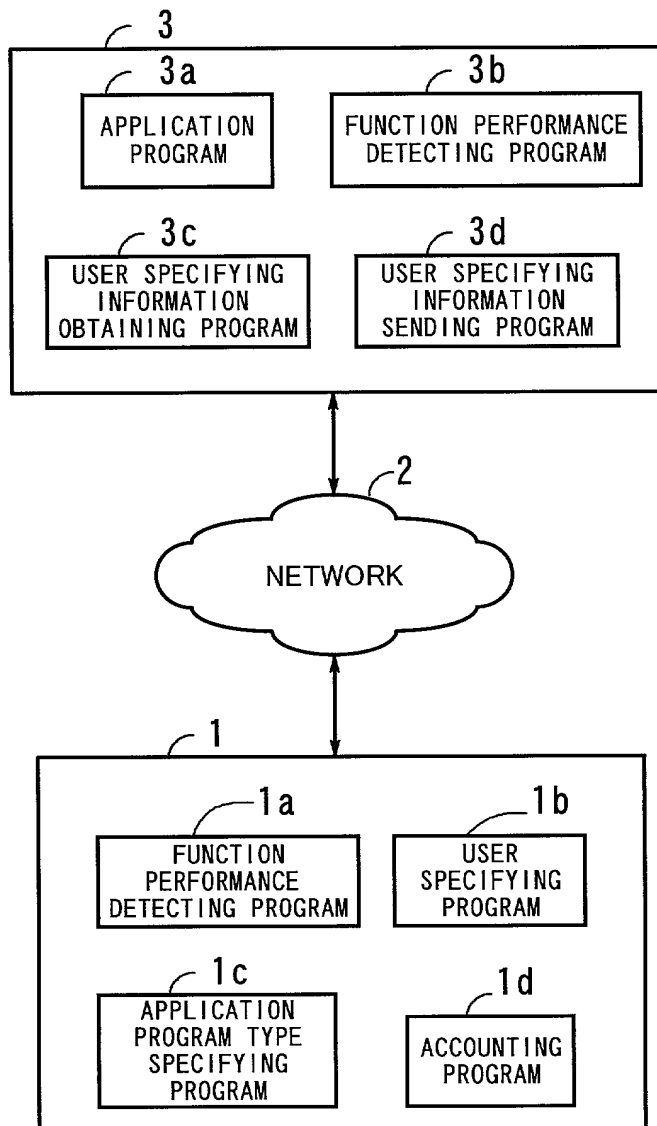 3
3a
3b
APPLICATION
PROGRAM
FUNCTION PERFORMANCE
DETECTING PROGRAM
3c
3d
USER SPECIFYING
INFORMATION
OBTAINING PROGRAM
USER SPECIFYING
INFORMATION
SENDING PROGRAM
2
NETWORK
1
1a
1b
FUNCTION
PERFORMANCE
DETECTING PROGRAM
USER
SPECIFYING
PROGRAM
1c
1d
APPLICATION
PROGRAM TYPE
SPECIFYING
PROGRAM
ACCOUNTING
PROGRAM